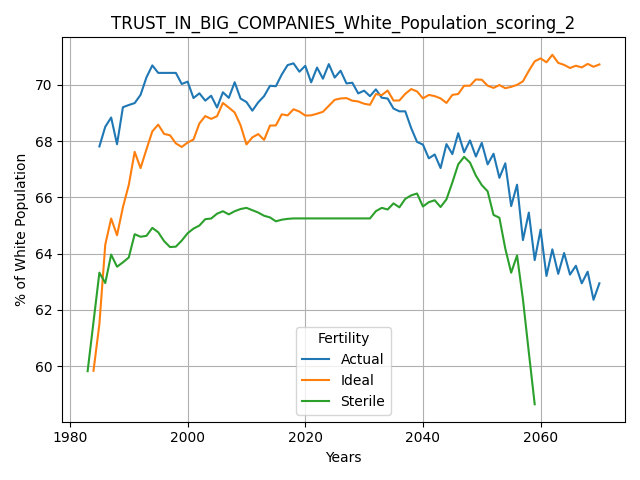 TRUST_IN_BIG_COMPANIES_White_Population_scoring_2
% of White Population
70
68
66
64
62
60
Fertility
Actual
Ideal
Sterile
1980
2000
2020
2040
2060
Years